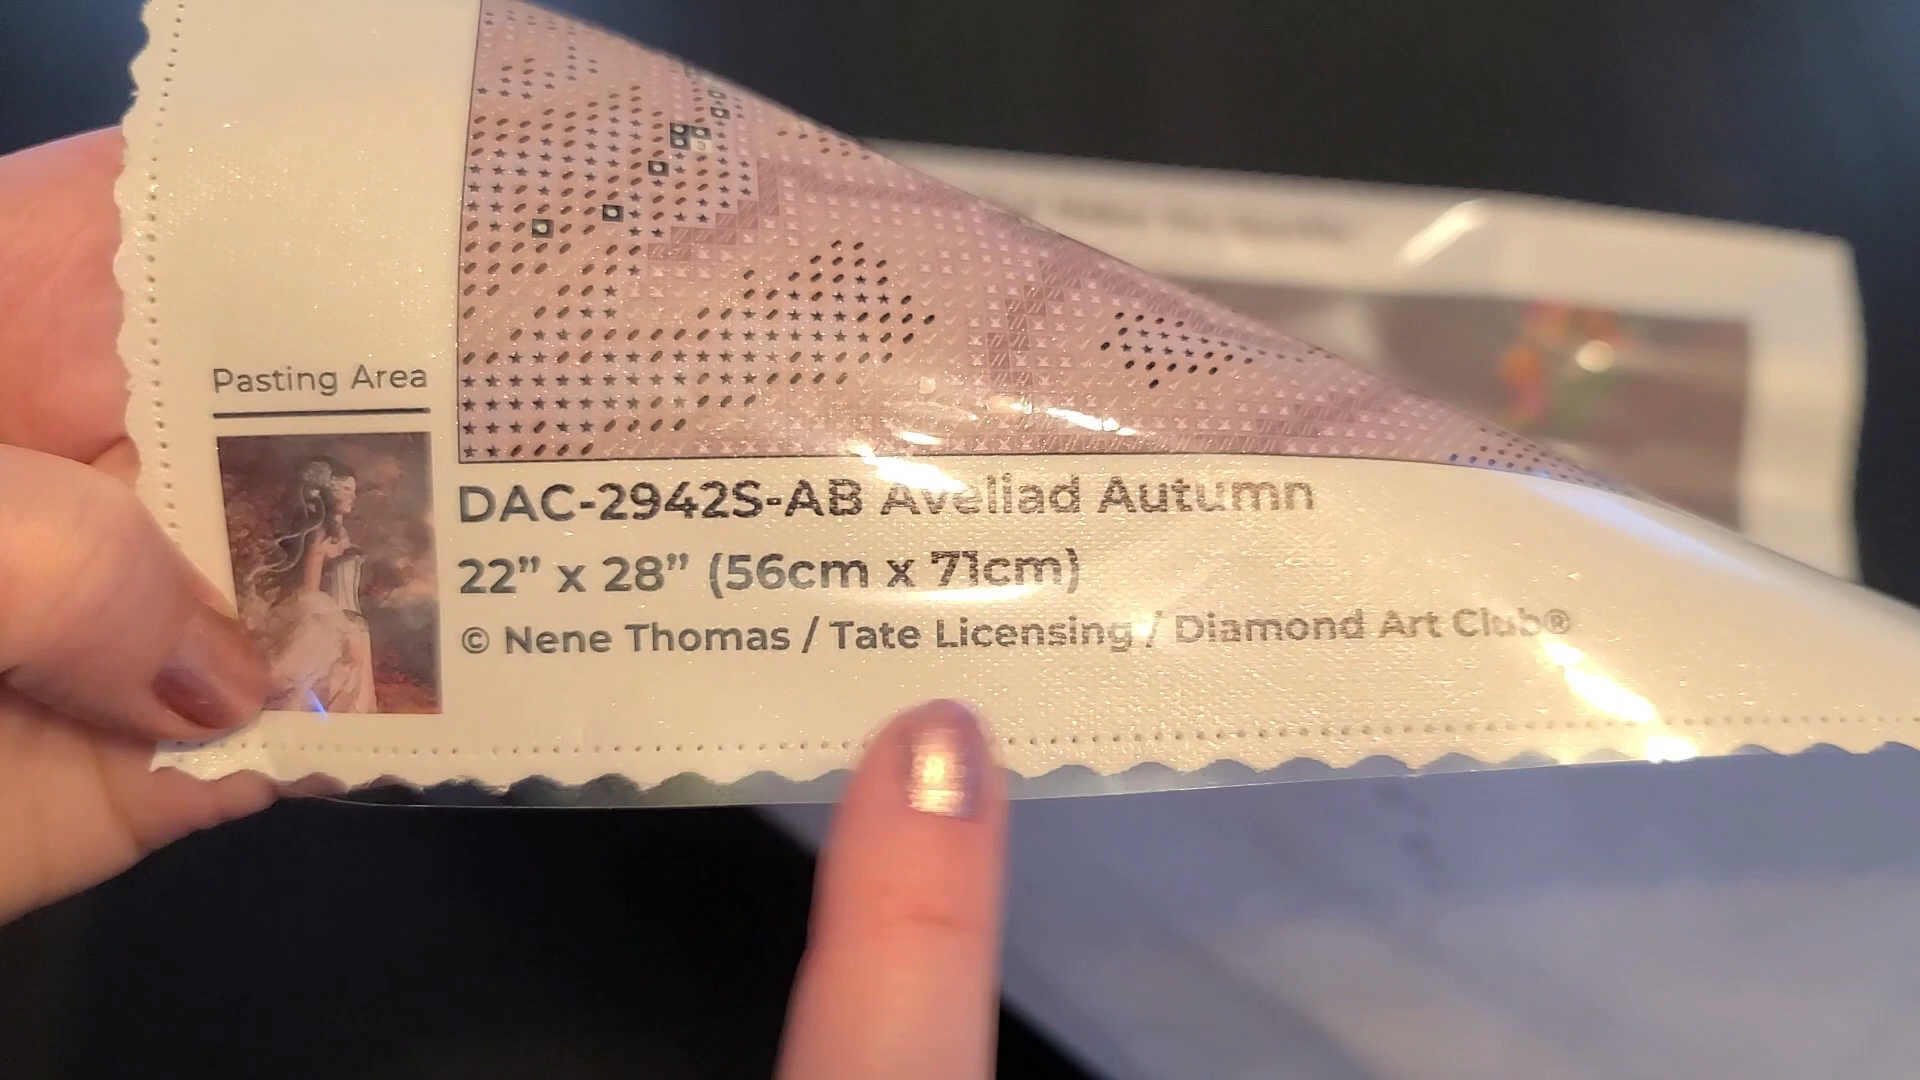 Pasting Area
DAC-2942S-AB Aveliad Autumn
22” x 28” (56cm x 71cm)
© Nene Thomas / Tate Licensing / Diamond Art Club®